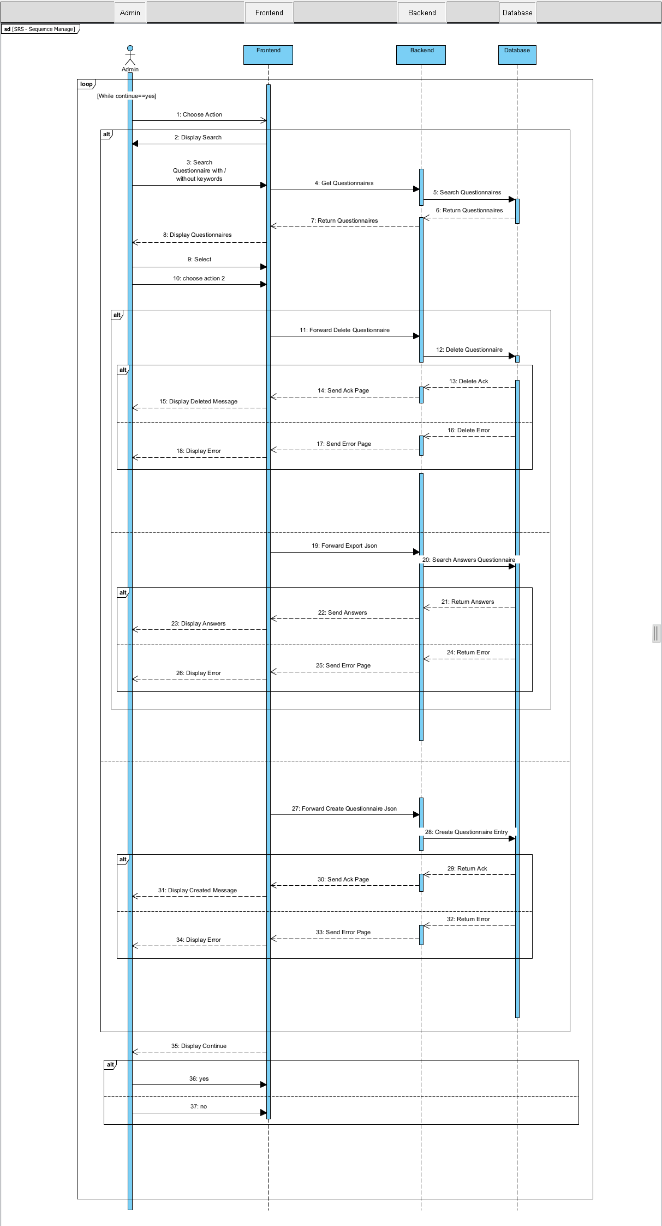 Admin Frontend Backend Database
sd [SRS - Sequence Manage]
Frontend Backend Database
Admin
loop
[While continue==yes]
1: Choose Action
alt
2: Display Search
3: Search
Questionnaire with /
without keywords
4: Get Questionnaires
5: Search Questionnaires
6: Return Questionnaires
7: Return Questionnaires
8: Display Questionnaires
9: Select
10: choose action 2
alt
11: Forward Delete Questionnaire
12: Delete Questionnaire
alt
13: Delete Ack
14: Send Ack Page
15: Display Deleted Message
16: Delete Error
17: Send Error Page
18: Display Error
19: Forward Export Json
20: Search Answers Questionnaire
alt
21: Return Answers
22: Send Answers
23: Display Answers
24: Return Error
25: Send Error Page
26: Display Error
27: Forward Create Questionnaire Json
28: Create Questionnaire Entry
alt
29: Return Ack
30: Send Ack Page
31: Display Created Message
32: Return Error
33: Send Error Page
34: Display Error
35: Display Continue
alt
36: yes
37: no